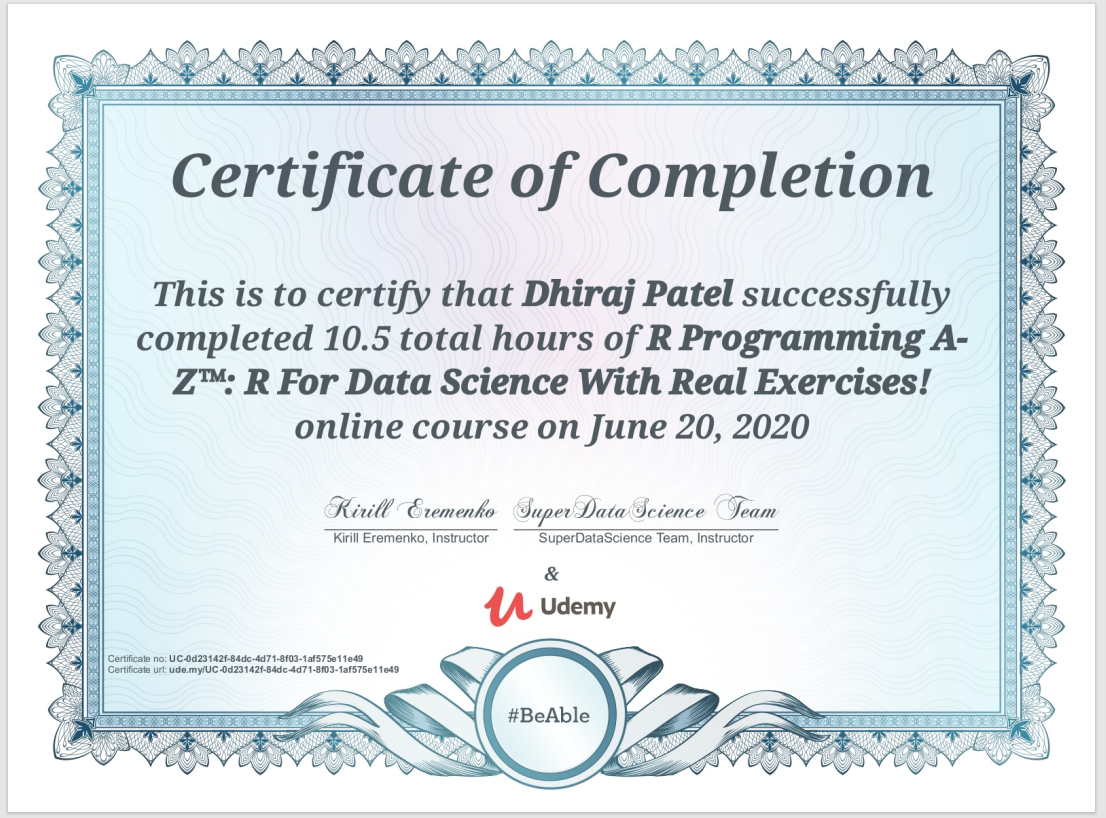 Certificate of Completion
This is to certify that Dhiraj Patel successfully
completed 10.5 total hours of R Programming A-
Z™: R For Data Science With Real Exercises!
online course on June 20, 2020
Kirill Eremenko SuperDataScience Team
Kirill Eremenko, Instructor SuperDataScience Team, Instructor
&
Udemy
Certificate no: UC-0d23142f-84dc-4d71-8f03-1af575e11e49
Certificate url: ude.my/UC-0d23142f-84dc-4d71-8f03-1af575e11e49
#BeAble